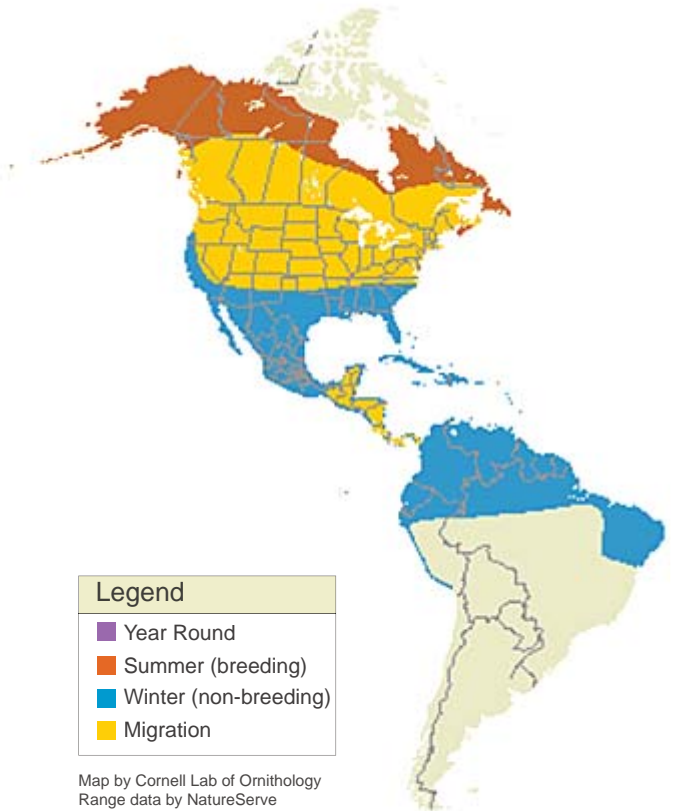 Legend
Year Round
Summer (breeding)
Winter (non-breeding)
Migration
Map by Cornell Lab of Ornithology
Range data by NatureServe